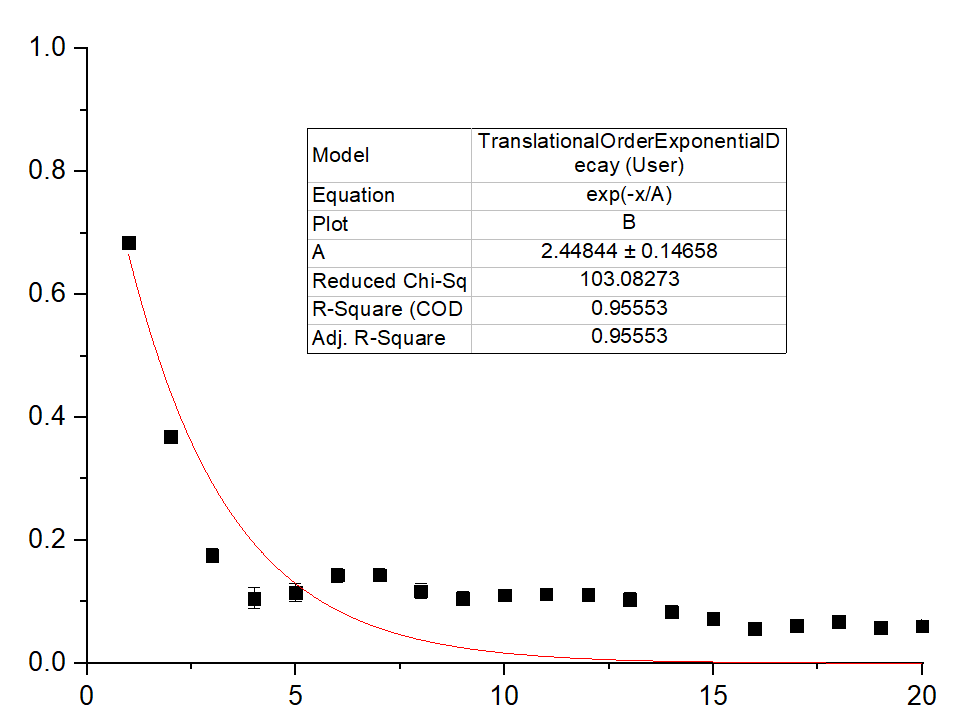 1.0
0.8
0.6
0.4
0.2
0.0
0 5 10 15 20
Model TranslationalOrderExponentialD
ecay (User)
Equation exp(-x/A)
Plot B
A 2.44844 ± 0.14658
Reduced Chi-Sq 103.08273
R-Square (COD 0.95553
Adj. R-Square 0.95553